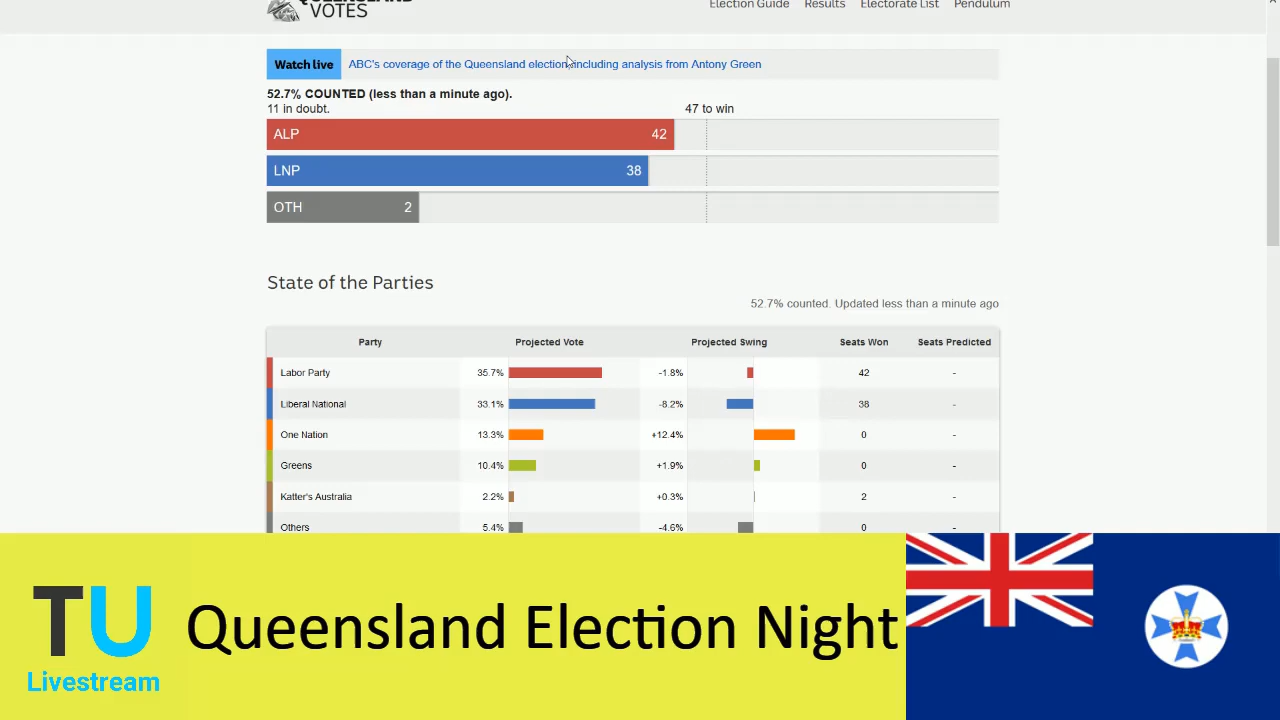 QUEENSLAND
VOTES
Election Guide Results Electorate List Pendulum
Watch live ABC's coverage of the Queensland election, including analysis from Antony Green
52.7% COUNTED (less than a minute ago).
11 in doubt. 47 to win
ALP 42
LNP 38
OTH 2
State of the Parties
52.7% counted. Updated less than a minute ago
Party Projected Vote Projected Swing Seats Won Seats Predicted
Labor Party 35.7% -1.8% 42 -
Liberal National 33.1% -8.2% 38 -
One Nation 13.3% +12.4% 0 -
Greens 10.4% +1.9% 0 -
Katter's Australia 2.2% +0.3% 2 -
Others 5.4% -4.6% 0 -
TU
Livestream
Queensland Election Night